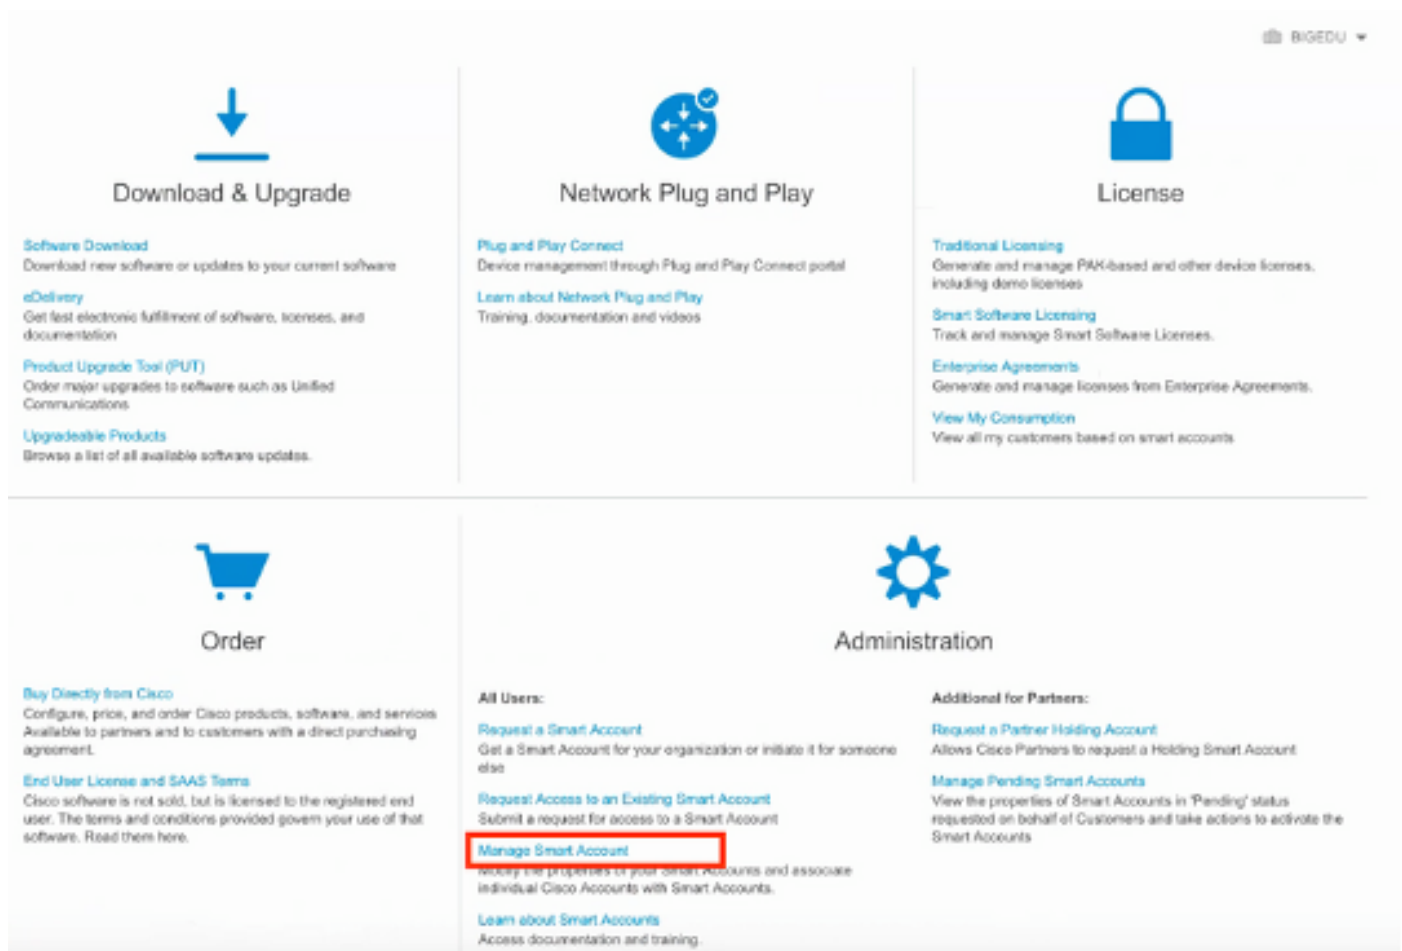 BIGEDU
Download & Upgrade
Software Download
Download new software or updates to your current software
eDelivery
Get fast electronic fulfillment of software, licenses, and
documentation
Product Upgrade Tool (PUT)
Order major upgrades to software such as Unified
Communications
Upgradeable Products
Browse a list of all available software updates.
Network Plug and Play
Plug and Play Connect
Device management through Plug and Play Connect portal
Learn about Network Plug and Play
Training, documentation and videos
License
Traditional Licensing
Generate and manage PAK-based and other device licenses,
including demo licenses
Smart Software Licensing
Track and manage Smart Software Licenses.
Enterprise Agreements
Generate and manage licenses from Enterprise Agreements.
View My Consumption
View all my customers based on smart accounts
Order
Buy Directly from Cisco
Configure, price, and order Cisco products, software, and services
Available to partners and to customers with a direct purchasing
agreement.
End User License and SAAS Terms
Cisco software is not sold, but is licensed to the registered end
user. The terms and conditions provided govern your use of that
software. Read them here.
Administration
All Users:
Request a Smart Account
Get a Smart Account for your organization or initiate it for someone
else
Request Access to an Existing Smart Account
Submit a request for access to a Smart Account
Manage Smart Account
Modify the properties of your Smart Accounts and associate
individual Cisco Accounts with Smart Accounts.
Learn about Smart Accounts
Access documentation and training.
Additional for Partners:
Request a Partner Holding Account
Allows Cisco Partners to request a Holding Smart Account
Manage Pending Smart Accounts
View the properties of Smart Accounts in 'Pending' status
requested on behalf of Customers and take actions to activate the
Smart Accounts